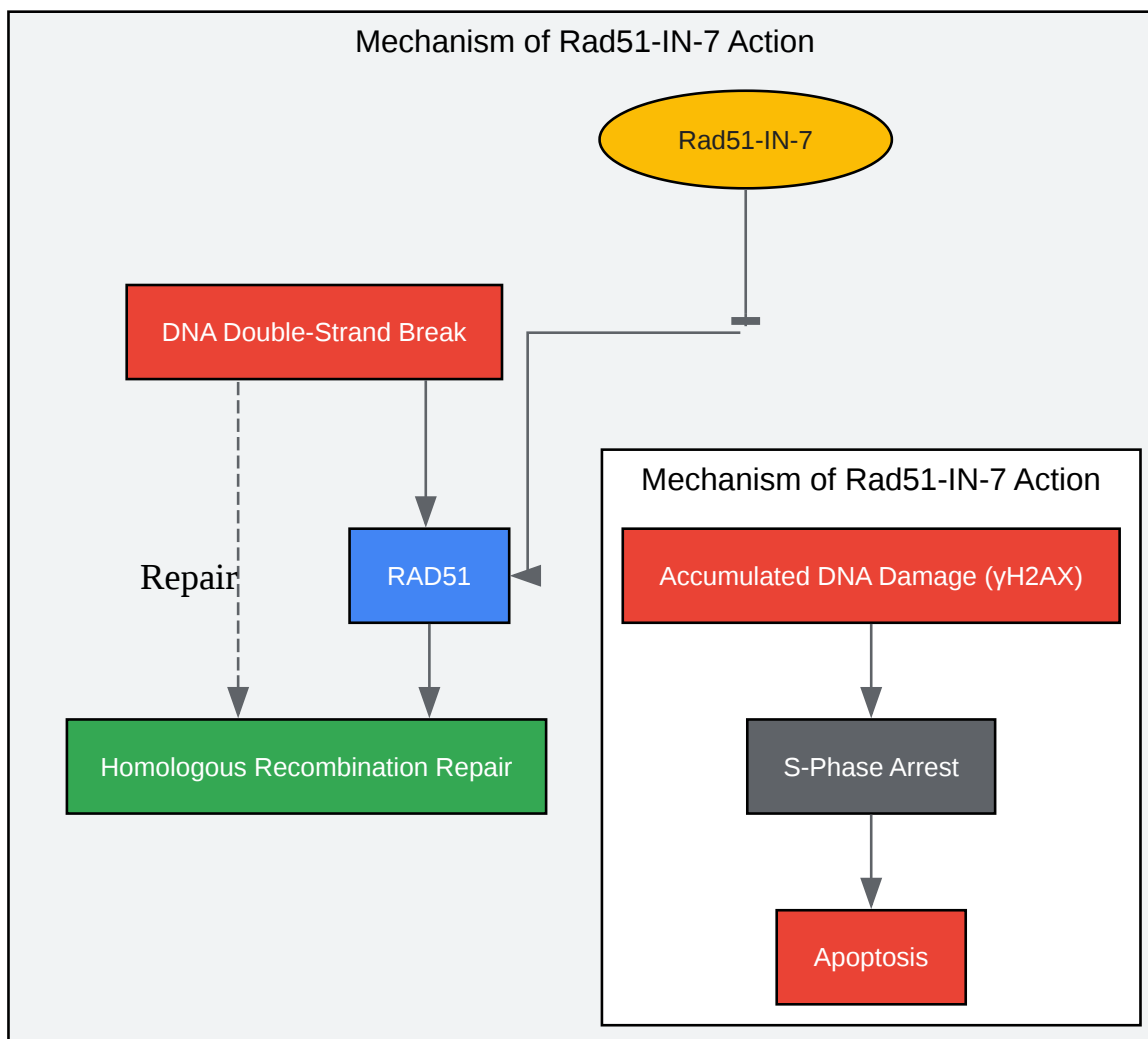 Mechanism of Rad51-IN-7 Action
Rad51-IN-7
DNA Double-Strand Break
Repair
RAD51
Homologous Recombination Repair
Mechanism of Rad51-IN-7 Action
Accumulated DNA Damage (γH2AX)
S-Phase Arrest
Apoptosis